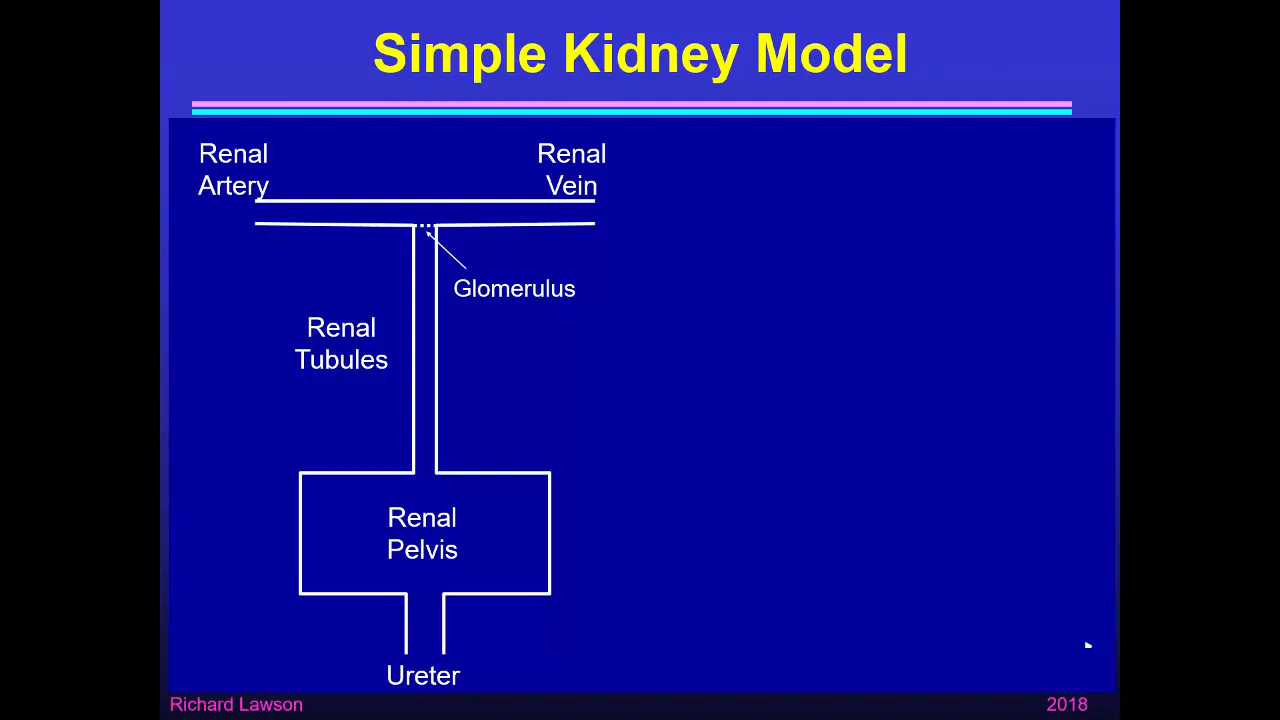 Simple Kidney Model
Renal
Artery
Renal
Vein
Glomerulus
Renal
Tubules
Renal
Pelvis
Ureter
Richard Lawson
2018